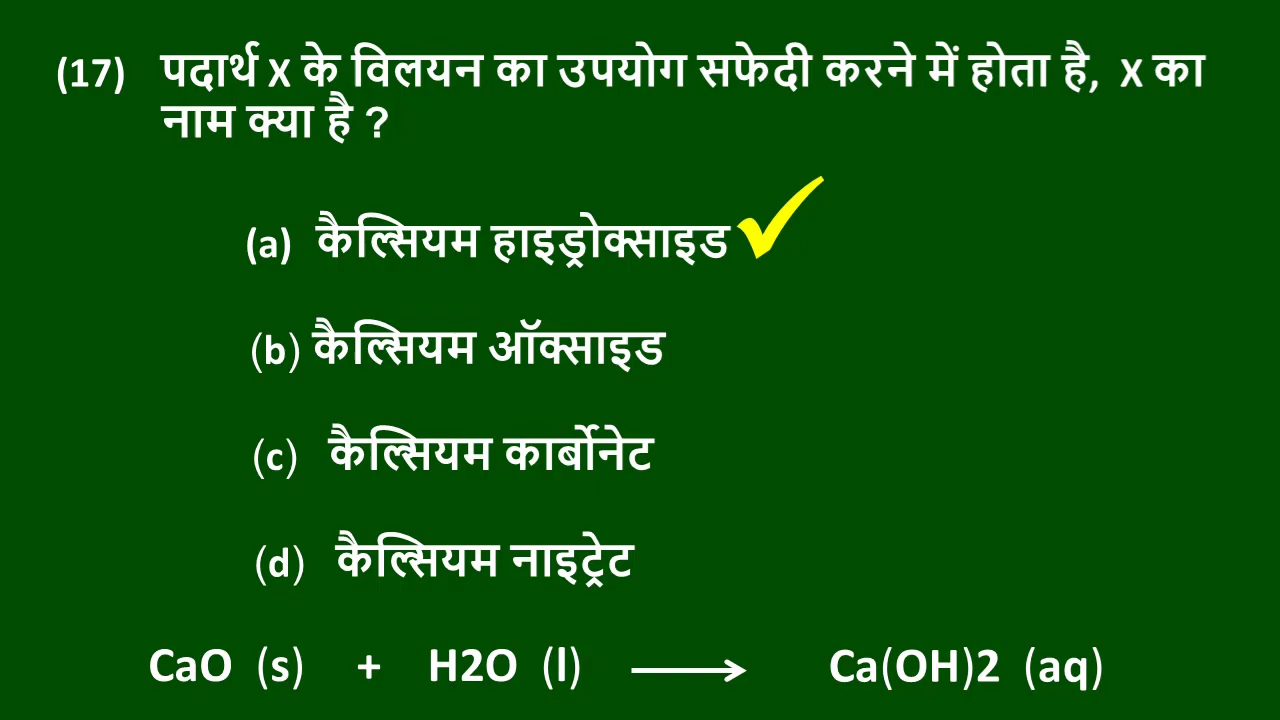 (17) पदार्थ X के विलयन का उपयोग सफेदी करने में होता है, X का
नाम क्या है ?
(a) कैल्सियम हाइड्रोक्साइड
(b) कैल्सियम ऑक्साइड
(c) कैल्सियम कार्बोनेट
(d) कैल्सियम नाइट्रेट
CaO (s) + H2O (l) ⟶ Ca(OH)2 (aq)